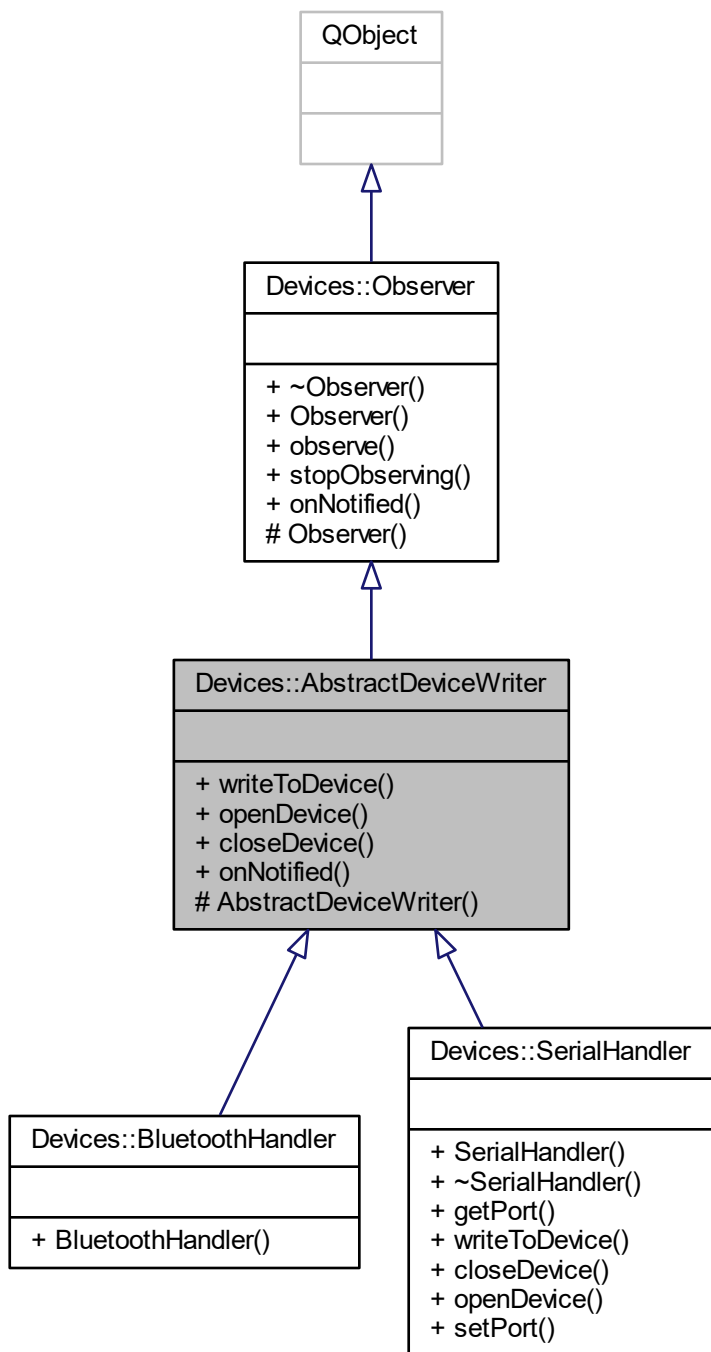 QObject
Devices::Observer
+ ~Observer()
+ Observer()
+ observe()
+ stopObserving()
+ onNotified()
# Observer()
Devices::AbstractDeviceWriter
+ writeToDevice()
+ openDevice()
+ closeDevice()
+ onNotified()
# AbstractDeviceWriter()
Devices::BluetoothHandler
+ BluetoothHandler()
Devices::SerialHandler
+ SerialHandler()
+ ~SerialHandler()
+ getPort()
+ writeToDevice()
+ closeDevice()
+ openDevice()
+ setPort()